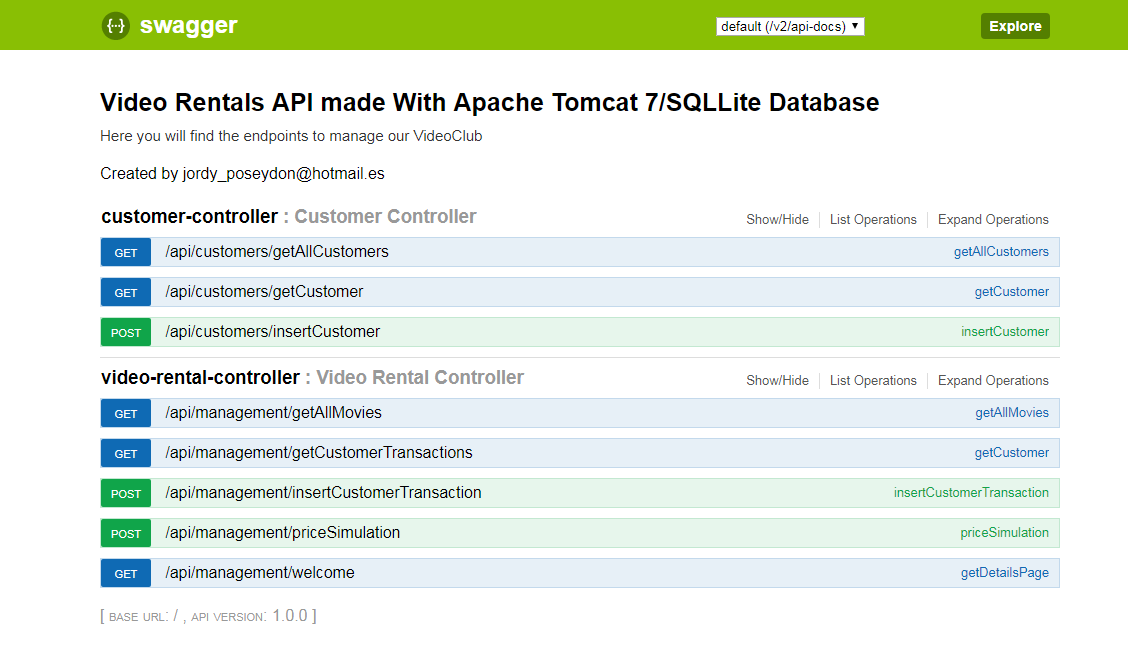 {···} swagger default (/v2/api-docs) ▼ Explore
Video Rentals API made With Apache Tomcat 7/SQLLite Database
Here you will find the endpoints to manage our VideoClub
Created by jordy_poseydon@hotmail.es
customer-controller : Customer Controller Show/Hide List Operations Expand Operations
GET /api/customers/getAllCustomers getAllCustomers
GET /api/customers/getCustomer getCustomer
POST /api/customers/insertCustomer insertCustomer
video-rental-controller : Video Rental Controller Show/Hide List Operations Expand Operations
GET /api/management/getAllMovies getAllMovies
GET /api/management/getCustomerTransactions getCustomer
POST /api/management/insertCustomerTransaction insertCustomerTransaction
POST /api/management/priceSimulation priceSimulation
GET /api/management/welcome getDetailsPage
[ BASE URL: / , API VERSION: 1.0.0 ]